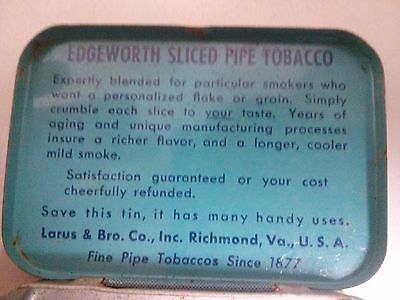 EDGEWORTH SLICED PIPE TOBACCO
Expertly blended for particular smokers who
want a personalized flake or grain. Simply
crumble each slice to your taste. Years of
aging and unique manufacturing processes
insure a richer flavor, and a longer, cooler
mild smoke.
Satisfaction guaranteed or your cost
cheerfully refunded.
Save this tin, it has many handy uses.
Larus & Bro. Co., Inc. Richmond, Va., U. S. A.
Fine Pipe Tobaccos Since 1877